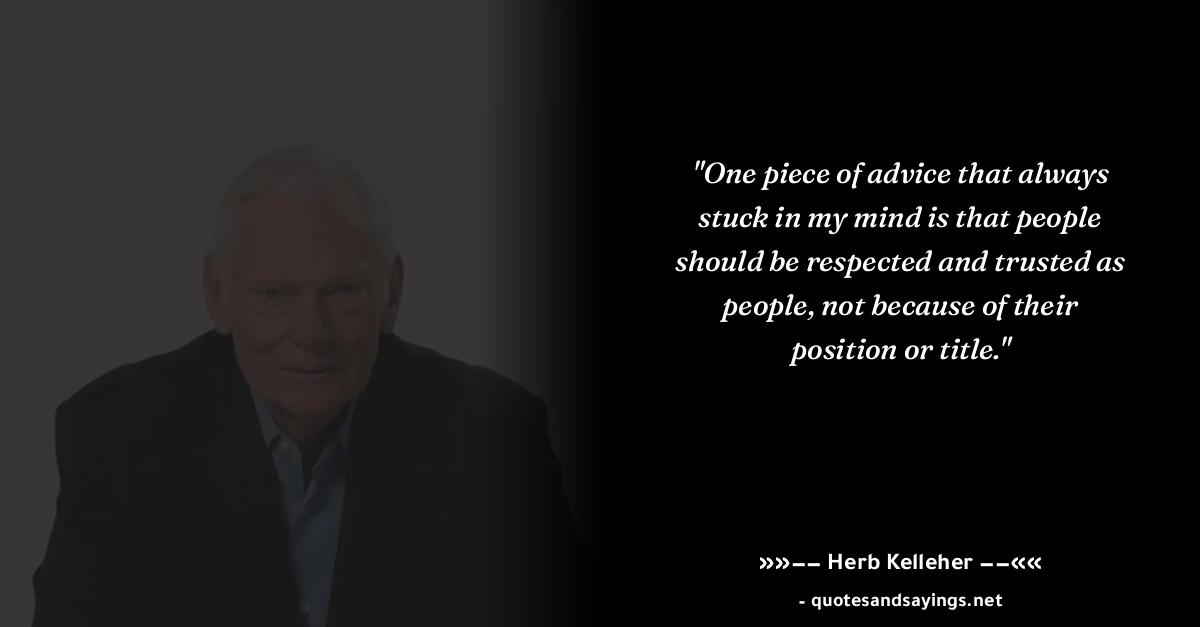 "One piece of advice that always
stuck in my mind is that people
should be respected and trusted as
people, not because of their
position or title."
»»−− Herb Kelleher −−««
- quotesandsayings.net